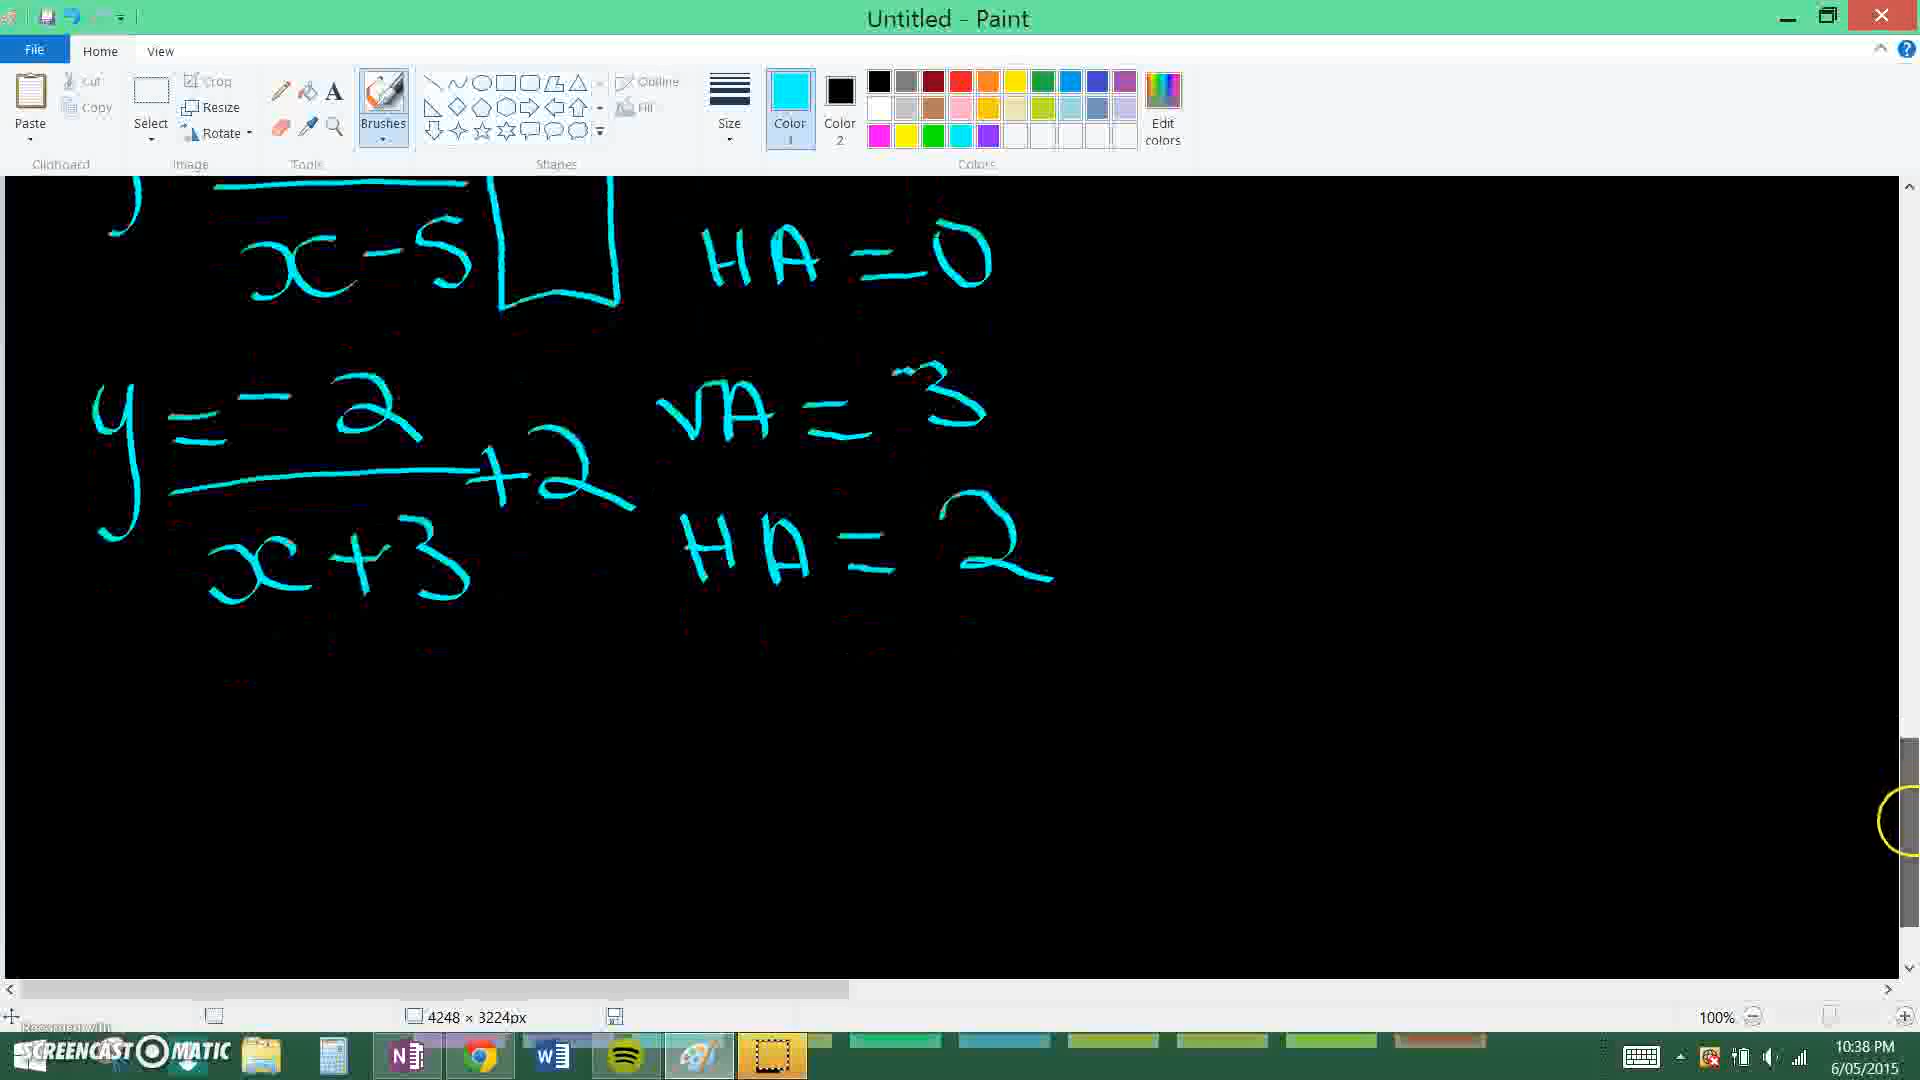 Untitled - Paint
File Home View
Paste Cut Copy Select Crop Resize Rotate Brushes Outline Fill Size Color 1 Color 2 Edit colors
Clipboard Image Tools Shapes Colors
x - 5 HA = 0
y = - 2 / x + 3 + 2 VA = -3
HA = 2
4248 × 3224px 100%
SCREENCAST MATIC
10:38 PM
6/05/2015